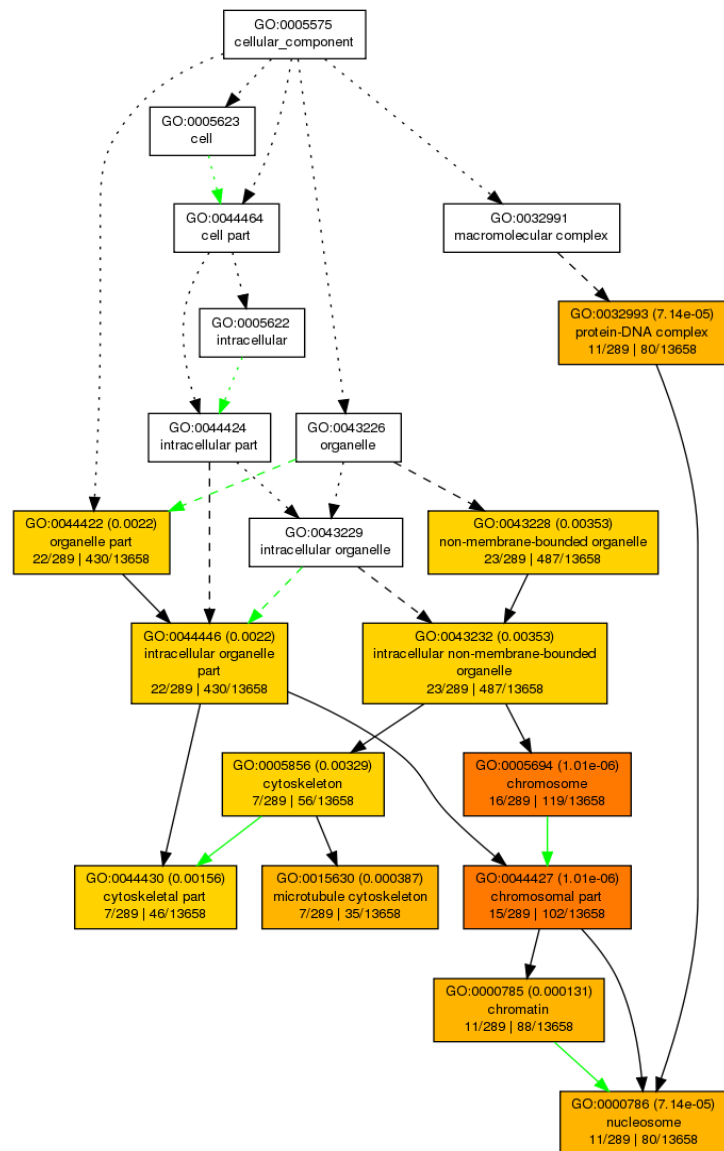 GO:0005575
cellular_component
GO:0005623
cell
GO:0044464
cell part
GO:0032991
macromolecular complex
GO:0005622
intracellular
GO:0032993 (7.14e-05)
protein-DNA complex
11/289 | 80/13658
GO:0044424
intracellular part
GO:0043226
organelle
GO:0044422 (0.0022)
organelle part
22/289 | 430/13658
GO:0043229
intracellular organelle
GO:0043228 (0.00353)
non-membrane-bounded organelle
23/289 | 487/13658
GO:0044446 (0.0022)
intracellular organelle
part
22/289 | 430/13658
GO:0043232 (0.00353)
intracellular non-membrane-bounded
organelle
23/289 | 487/13658
GO:0005856 (0.00329)
cytoskeleton
7/289 | 56/13658
GO:0005694 (1.01e-06)
chromosome
16/289 | 119/13658
GO:0044430 (0.00156)
cytoskeletal part
7/289 | 46/13658
GO:0015630 (0.000387)
microtubule cytoskeleton
7/289 | 35/13658
GO:0044427 (1.01e-06)
chromosomal part
15/289 | 102/13658
GO:0000785 (0.000131)
chromatin
11/289 | 88/13658
GO:0000786 (7.14e-05)
nucleosome
11/289 | 80/13658